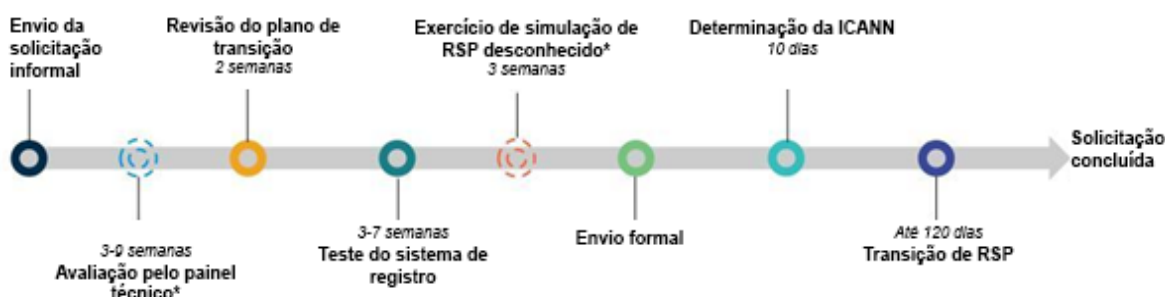 Envio da
solicitação
informal
Revisão do plano de
transição
2 semanas
Exercício de simulação de
RSP desconhecido*
3 semanas
Determinação da ICANN
10 dias
Solicitação
concluída
3-9 semanas
Avaliação pelo painel
técnico*
3-7 semanas
Teste do sistema de
registro
Envio formal
Até 120 dias
Transição de RSP